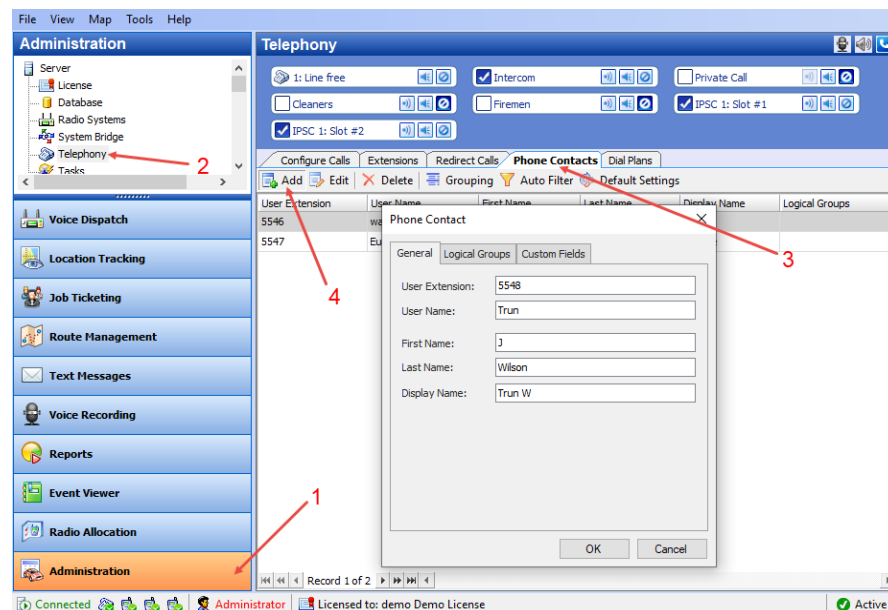 File View Map Tools Help
Administration
Server
License
Database
Radio Systems
System Bridge
Telephony
Tasks
2
Voice Dispatch
Location Tracking
Job Ticketing
Route Management
Text Messages
Voice Recording
Reports
Event Viewer
Radio Allocation
Administration
1
Telephony
1: Line free Intercom Private Call
Cleaners Firemen IPSC 1: Slot #1
IPSC 1: Slot #2
Configure Calls Extensions Redirect Calls Phone Contacts Dial Plans
Add Edit Delete Grouping Auto Filter Default Settings
User Extension User Name First Name Last Name Display Name Logical Groups
5546 wa
5547 Eu
4
3
Phone Contact
General Logical Groups Custom Fields
User Extension: 5548
User Name: Trun
First Name: J
Last Name: Wilson
Display Name: Trun W
OK Cancel
Record 1 of 2
Connected Administrator Licensed to: demo Demo License Active